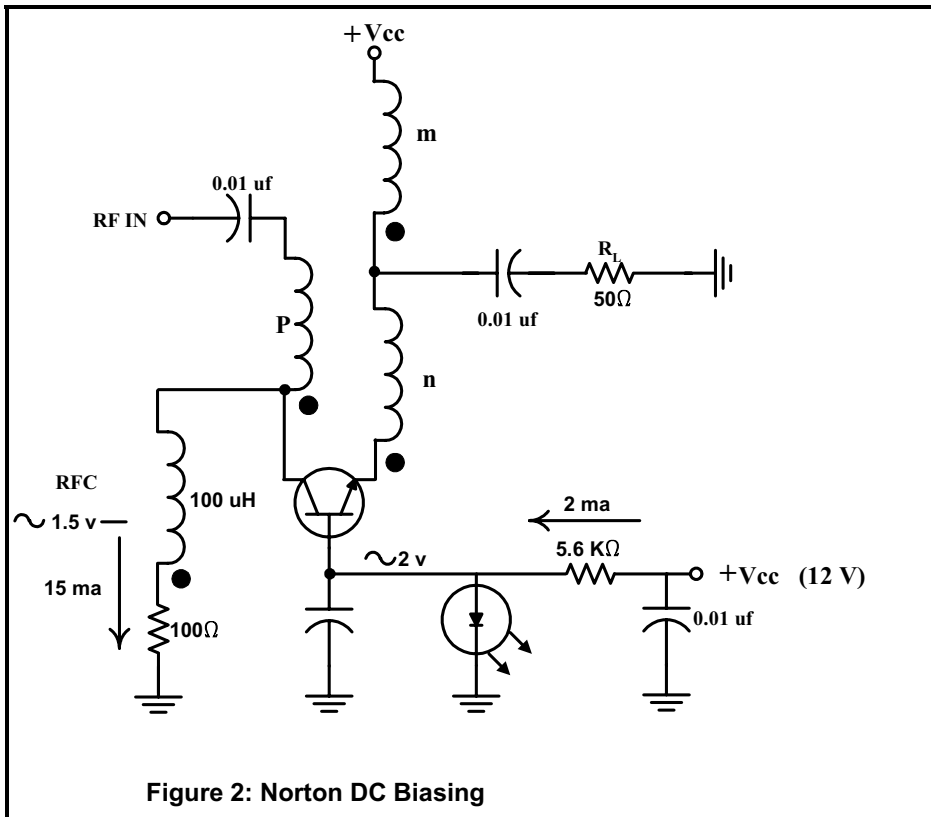 +Vcc
m
0.01 uf
RF IN
R_L
50Ω
0.01 uf
P
n
RFC
100 uH
~ 1.5 v
2 ma
5.6 KΩ
~ 2 v
+Vcc (12 V)
15 ma
0.01 uf
100Ω
Figure 2: Norton DC Biasing